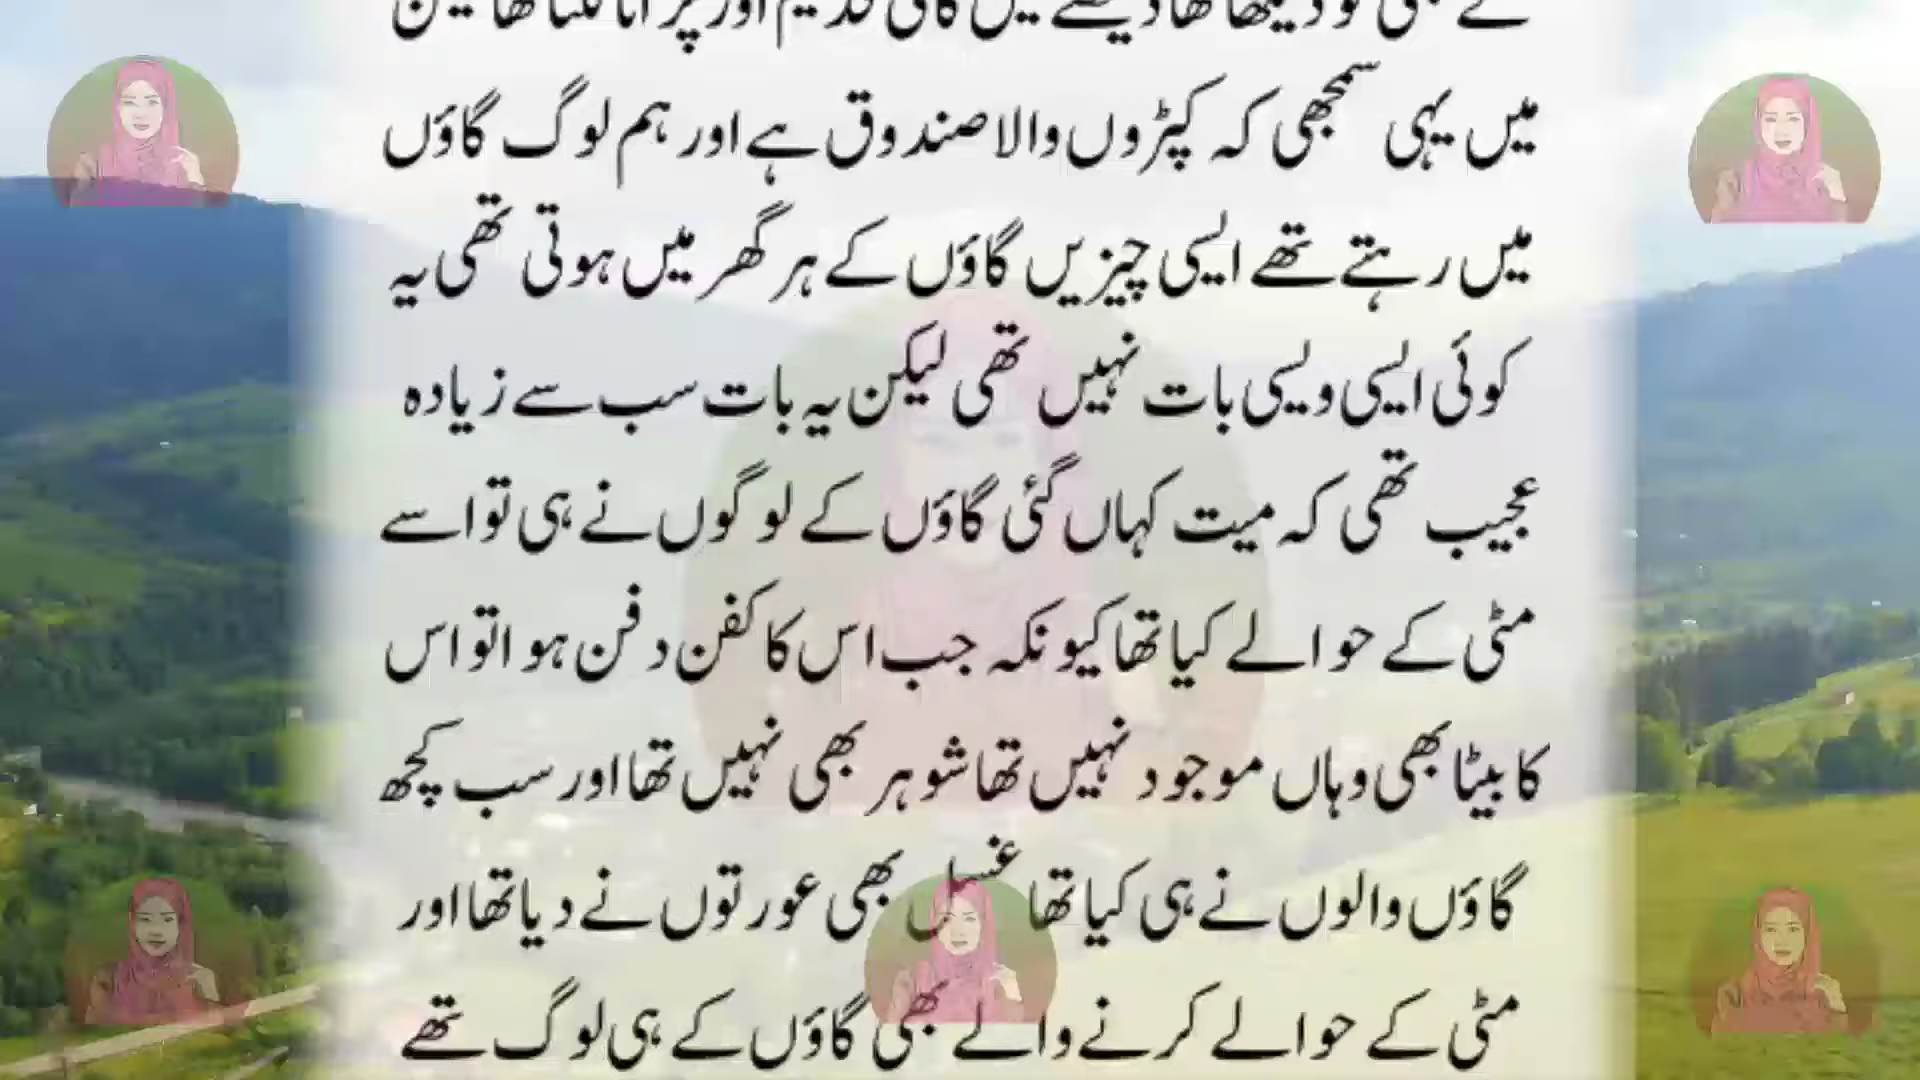 میں یہی سمجھی کہ کپڑوں والا صندوق ہے اور ہم لوگ گاؤں
میں رہتے تھے ایسی چیزیں گاؤں کے ہر گھر میں ہوتی تھی یہ
کوئی ایسی ویسی بات نہیں تھی لیکن یہ بات سب سے زیادہ
عجیب تھی کہ میت کہاں گئی گاؤں کے لوگوں نے ہی تو اسے
مٹی کے حوالے کیا تھا کیونکہ جب اس کا کفن دفن ہوا تو اس
کا بیٹا بھی وہاں موجود نہیں تھا شوہر بھی نہیں تھا اور سب کچھ
گاؤں والوں نے ہی کیا تھا غسل بھی عورتوں نے دیا تھا اور
مٹی کے حوالے کرنے والے بھی گاؤں کے ہی لوگ تھے